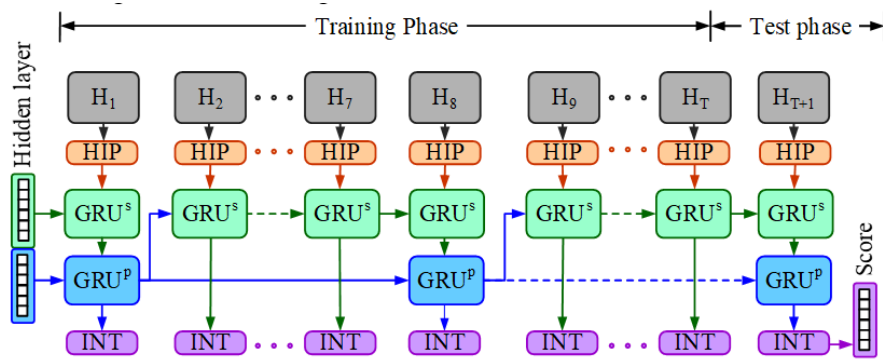 Training Phase Test phase
Hidden layer
H1 H2 H7 H8 H9 HT HT+1
HIP HIP HIP HIP HIP HIP HIP
GRUs GRUs GRUs GRUs GRUs GRUs GRUs
GRUp GRUp GRUp
Score
INT INT INT INT INT INT INT